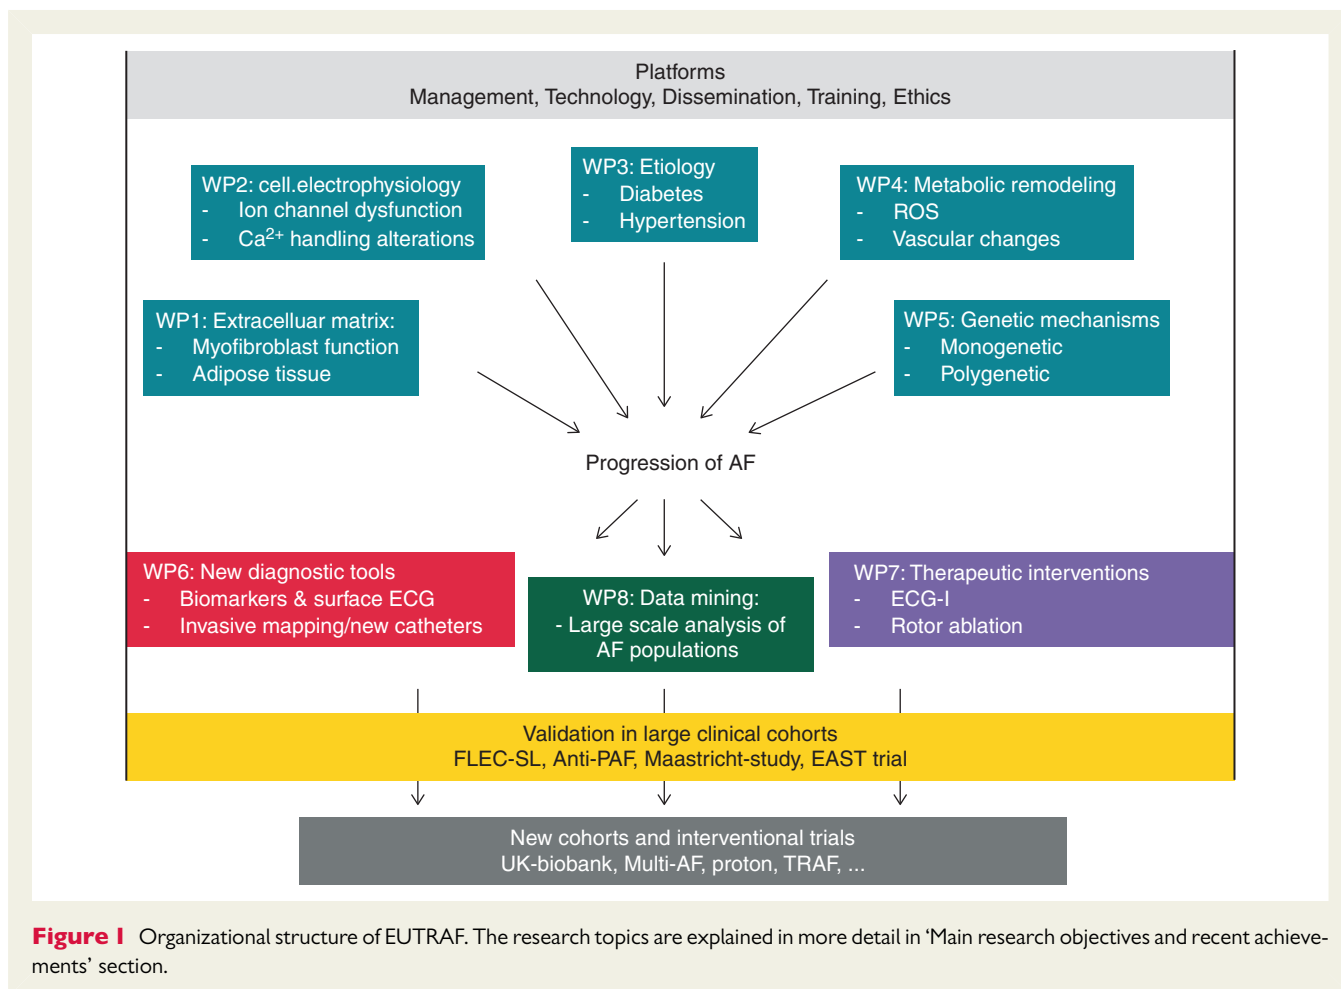 Platforms
Management, Technology, Dissemination, Training, Ethics
WP2: cell.electrophysiology
- Ion channel dysfunction
- Ca²⁺ handling alterations
WP3: Etiology
- Diabetes
- Hypertension
WP4: Metabolic remodeling
- ROS
- Vascular changes
WP1: Extracelluar matrix:
- Myofibroblast function
- Adipose tissue
WP5: Genetic mechanisms
- Monogenetic
- Polygenetic
Progression of AF
WP6: New diagnostic tools
- Biomarkers & surface ECG
- Invasive mapping/new catheters
WP8: Data mining:
- Large scale analysis of
AF populations
WP7: Therapeutic interventions
- ECG-I
- Rotor ablation
Validation in large clinical cohorts
FLEC-SL, Anti-PAF, Maastricht-study, EAST trial
New cohorts and interventional trials
UK-biobank, Multi-AF, proton, TRAF, ...
Figure 1 Organizational structure of EUTRAF. The research topics are explained in more detail in ‘Main research objectives and recent achieve-
ments’ section.